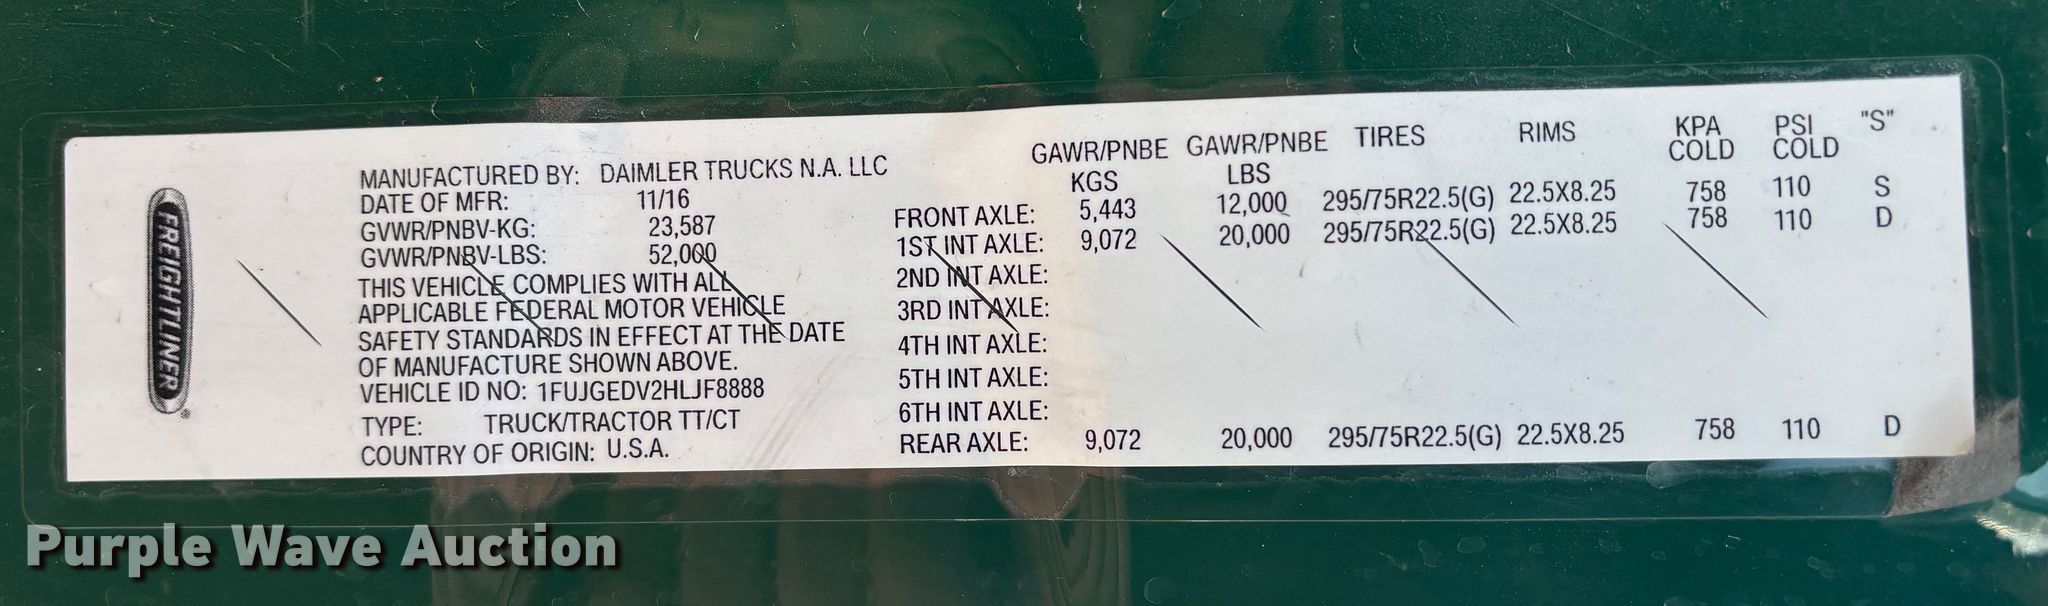 FREIGHTLINER
®
MANUFACTURED BY: DAIMLER TRUCKS N.A. LLC
DATE OF MFR: 11/16
GVWR/PNBV-KG: 23,587
GVWR/PNBV-LBS: 52,000
THIS VEHICLE COMPLIES WITH ALL
APPLICABLE FEDERAL MOTOR VEHICLE
SAFETY STANDARDS IN EFFECT AT THE DATE
OF MANUFACTURE SHOWN ABOVE.
VEHICLE ID NO: 1FUJGEDV2HLJF8888
TYPE: TRUCK/TRACTOR TT/CT
COUNTRY OF ORIGIN: U.S.A.
GAWR/PNBE GAWR/PNBE TIRES RIMS KPA PSI "S"
KGS LBS COLD COLD
FRONT AXLE: 5,443 12,000 295/75R22.5(G) 22.5X8.25 758 110 S
1ST INT AXLE: 9,072 20,000 295/75R22.5(G) 22.5X8.25 758 110 D
2ND INT AXLE:
3RD INT AXLE:
4TH INT AXLE:
5TH INT AXLE:
6TH INT AXLE:
REAR AXLE: 9,072 20,000 295/75R22.5(G) 22.5X8.25 758 110 D
Purple Wave Auction